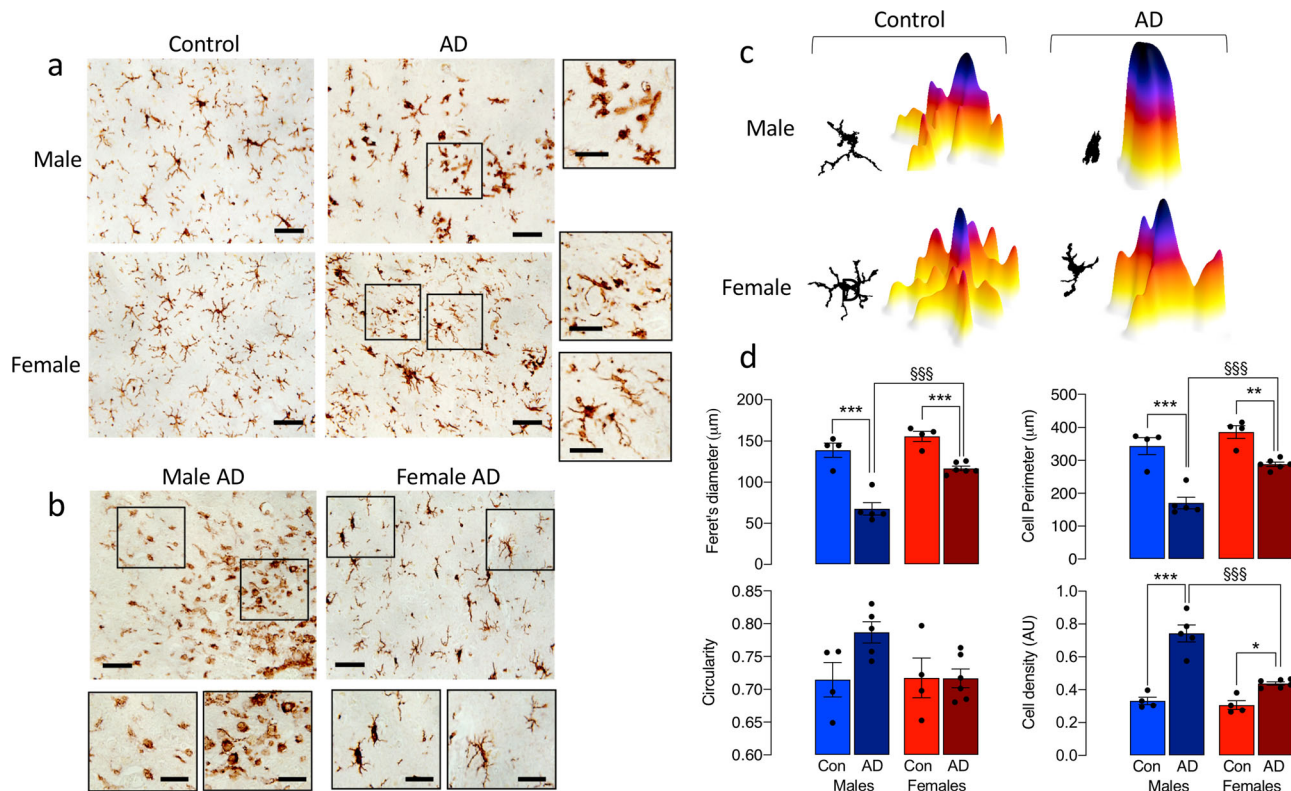 a
Control
AD
Male
Female
b
Male AD
Female AD
c
Control
AD
Male
Female
d
Feret's diameter (μm)
200
150
100
50
0
***
***
§§§
Cell Perimeter (μm)
500
400
300
200
100
0
***
**
§§§
Circularity
0.85
0.80
0.75
0.70
0.65
0.60
Con AD
Males Females
Cell density (AU)
1.0
0.8
0.6
0.4
0.2
0.0
***
*
§§§
Con AD Con AD
Males Females